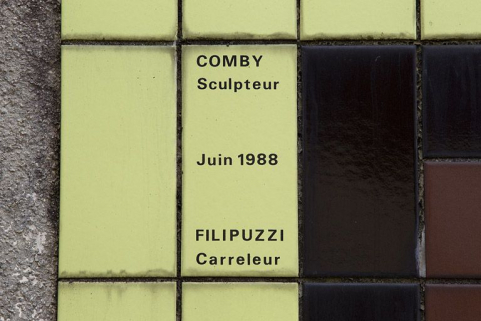 COMBY
Sculpteur
Juin 1988
FILIPUZZI
Carreleur